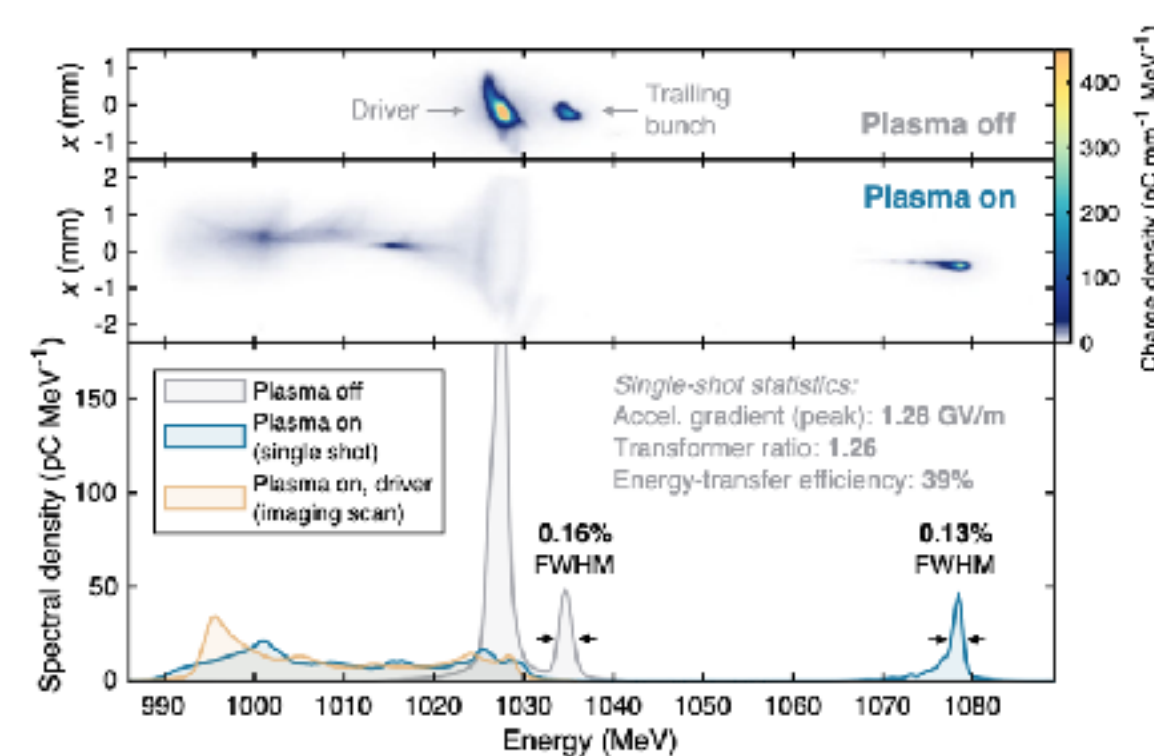 x (mm)
1
0
-1
Driver
Trailing
bunch
Plasma off
x (mm)
2
1
0
-1
-2
Plasma on
400
300
200
100
0
Charge density (pC mm⁻¹ MeV⁻¹)
Spectral density (pC MeV⁻¹)
150
100
50
0
Plasma off
Plasma on
(single shot)
Plasma on, driver
(imaging scan)
Single-shot statistics:
Accel. gradient (peak): 1.28 GV/m
Transformer ratio: 1.26
Energy-transfer efficiency: 39%
0.16%
FWHM
0.13%
FWHM
990 1000 1010 1020 1030 1040 1050 1060 1070 1080
Energy (MeV)